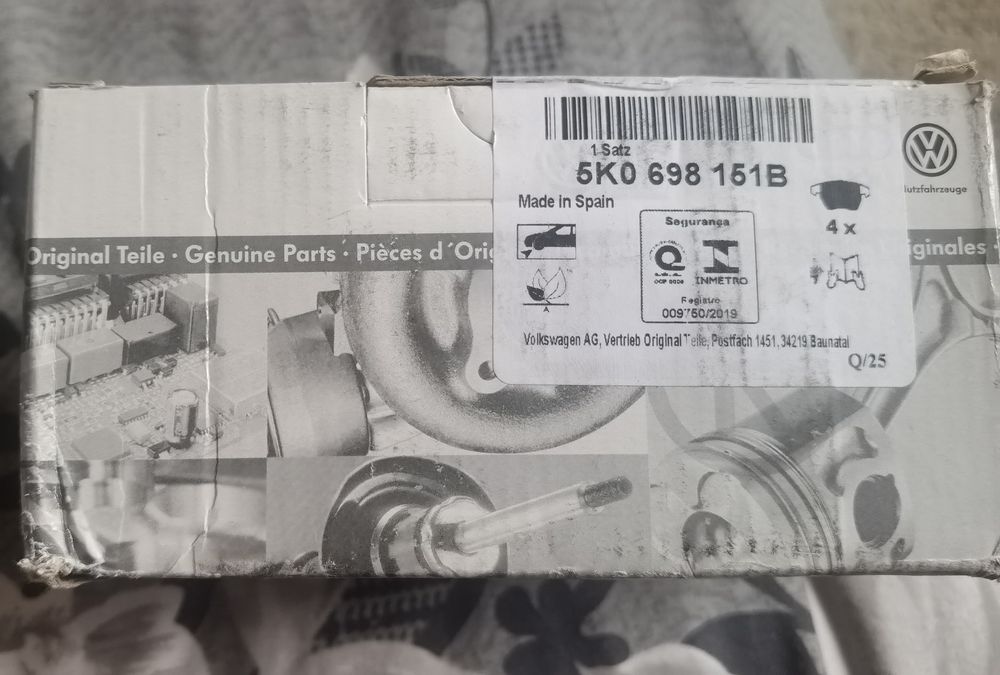 1 Satz
5K0 698 151B
Made in Spain
4 x
Segurança
INMETRO
Registro
009750/2019
A
Volkswagen AG, Vertrieb Original Teile, Postfach 1451, 34219 Baunatal
Q/25
utzfahrzeuge
Original Teile · Genuine Parts · Pièces d´Orig
iginales ·